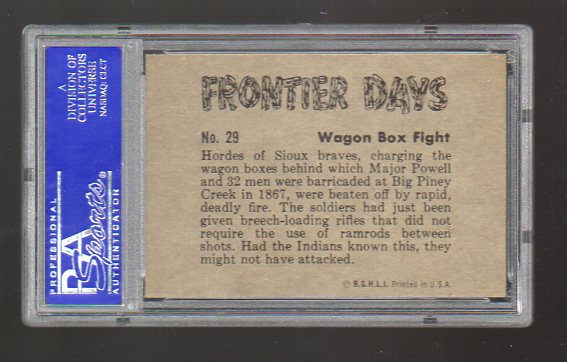 A
DIVISION OF
COLLECTORS
UNIVERSE
NASDAQ: CLCT
PROFESSIONAL
PSA
Sports®
AUTHENTICATOR
FRONTIER DAYS
No. 29 Wagon Box Fight
Hordes of Sioux braves, charging the
wagon boxes behind which Major Powell
and 32 men were barricaded at Big Piney
Creek in 1867, were beaten off by rapid,
deadly fire. The soldiers had just been
given breech-loading rifles that did not
require the use of ramrods between
shots. Had the Indians known this, they
might not have attacked.
© B.G.H.L.I. Printed in U.S.A.